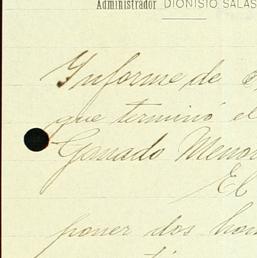 Administrador DIONISIO SALAS
Informe de
que terminó el
Ganado Menor
El
poner dos